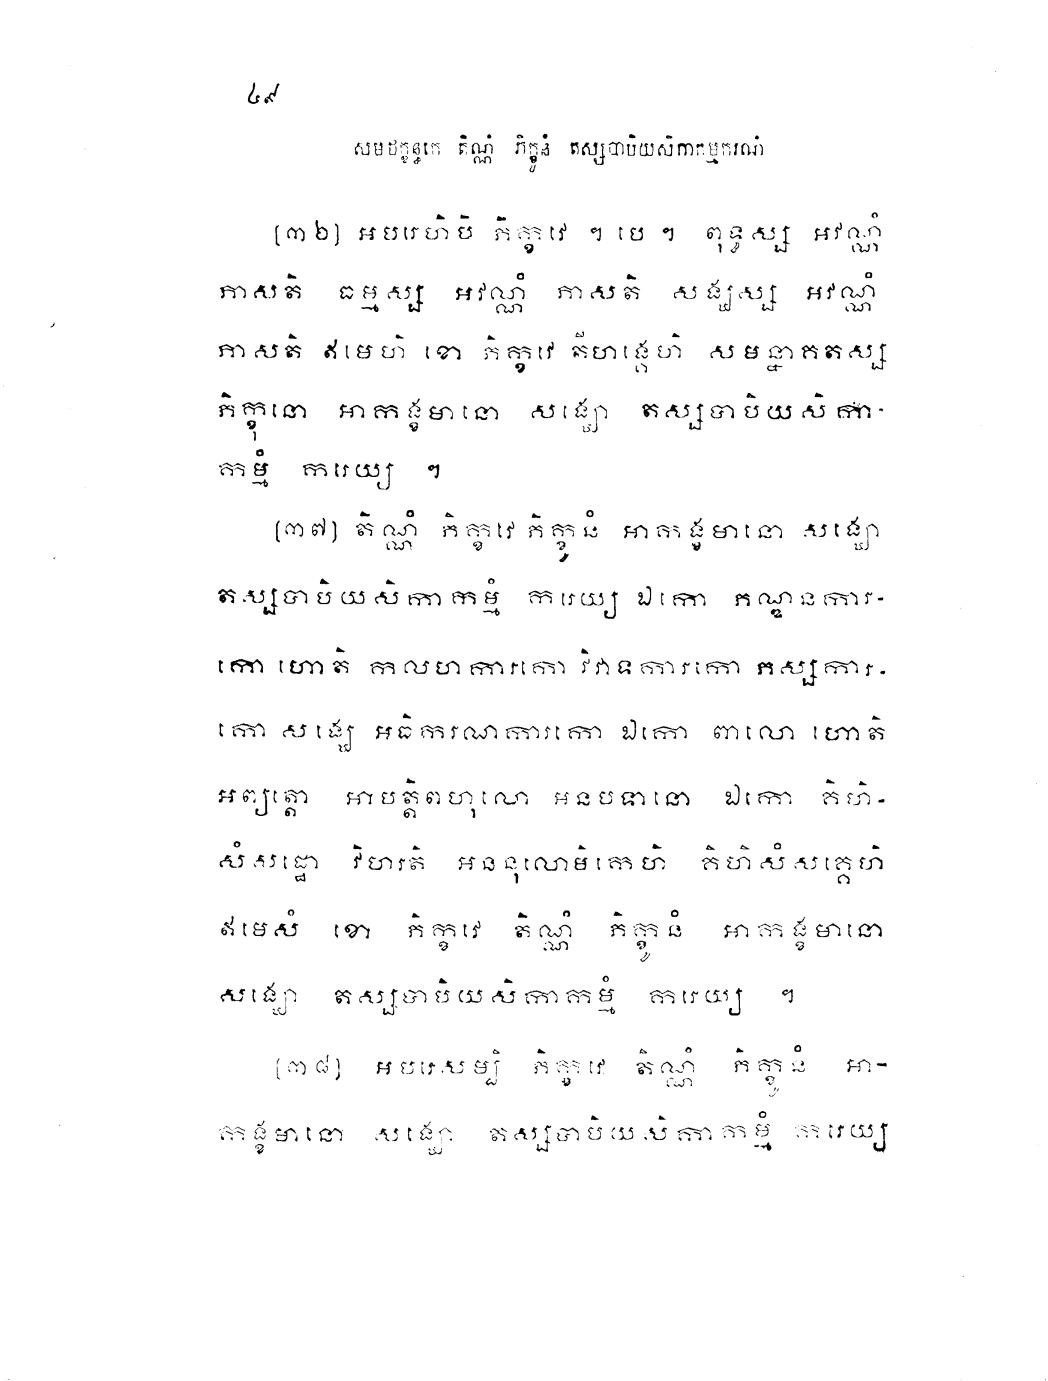 ៤៩
សមថក្ខន្ធកេ តិណ្ណំ ភិក្ខូនំ តស្សបាបិយសិកាកម្មករណំ
[៣៦] អបរេហិបិ ភិក្ខវេ ។ បេ ។ ពុទ្ធស្ស អវណ្ណំ
ភាសតិ ធម្មស្ស អវណ្ណំ ភាសតិ សង្ឃស្ស អវណ្ណំ
ភាសតិ ឥមេហិ ខោ ភិក្ខវេ តីហង្គេហិ សមន្នាគតស្ស
ភិក្ខុនោ អាកង្ខមានោ សង្ឃោ តស្សបាបិយសិកា-
កម្មំ ករេយ្យ ។
[៣៧] តិណ្ណំ ភិក្ខវេ ភិក្ខូនំ អាកង្ខមានោ សង្ឃោ
តស្សបាបិយសិកាកម្មំ ករេយ្យ ឯកោ ភណ្ឌនការ-
កោ ហោតិ កលហការកោ វិវាទការកោ ភស្សការ-
កោ សង្ឃេ អធិករណការកោ ឯកោ ពាលោ ហោតិ
អព្យត្តោ អាបត្តិពហុលោ អនបទានោ ឯកោ គិហិ-
សំសដ្ឋោ វិហរតិ អននុលោមិកេហិ គិហិសំសគ្គេហិ
ឥមេសំ ខោ ភិក្ខវេ តិណ្ណំ ភិក្ខូនំ អាកង្ខមានោ
សង្ឃោ តស្សបាបិយសិកាកម្មំ ករេយ្យ ។
[៣៨] អបរេសម្បិ ភិក្ខវេ តិណ្ណំ ភិក្ខូនំ អា-
កង្ខមានោ សង្ឃោ តស្សបាបិយសិកាកម្មំ ករេយ្យ